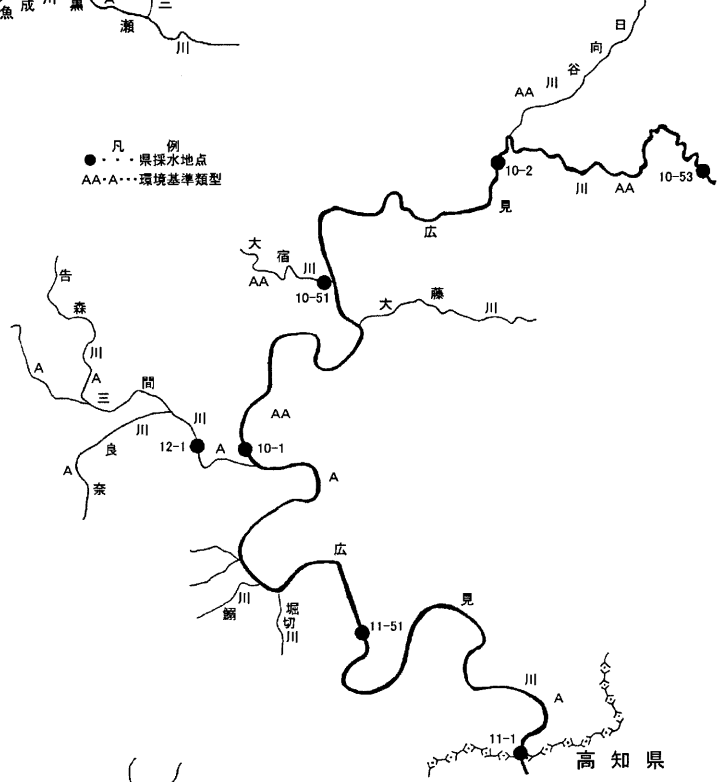 魚成川
黒瀬川
三
日向谷川
AA
凡　例
●・・・県採水地点
AA・A・・・環境基準類型
10-2
川
AA
10-53
見
広
大宿川
AA
10-51
大藤川
告森川
A
A
三間川
奈良川
A
12-1
A
10-1
AA
A
広
鰯川
堀切川
11-51
見
川
A
11-1
高知県